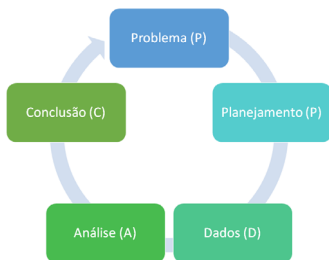 Problema (P)
Planejamento (P)
Dados (D)
Análise (A)
Conclusão (C)